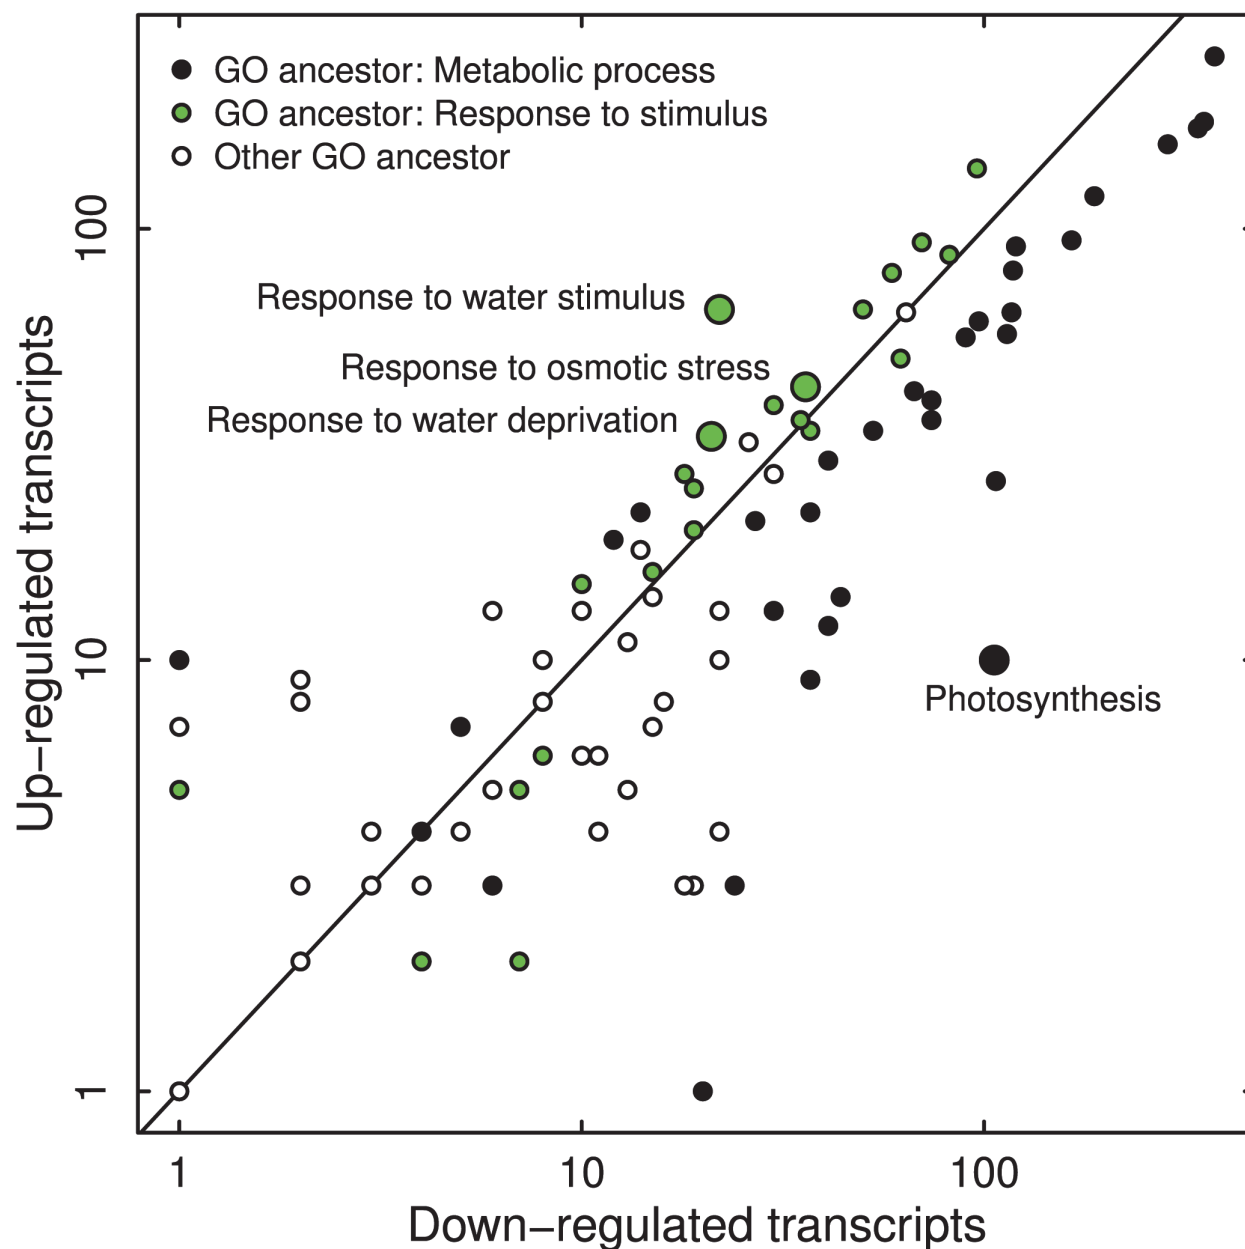 GO ancestor: Metabolic process
GO ancestor: Response to stimulus
Other GO ancestor
Response to water stimulus
Response to osmotic stress
Response to water deprivation
Photosynthesis
Up−regulated transcripts
100
10
1
1
10
100
Down−regulated transcripts